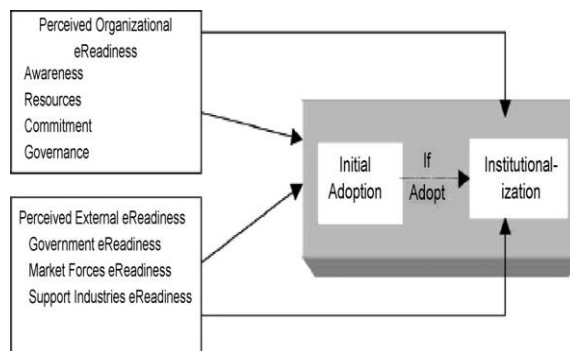 Perceived Organizational
eReadiness
Awareness
Resources
Commitment
Governance
Perceived External eReadiness
Government eReadiness
Market Forces eReadiness
Support Industries eReadiness
Initial
Adoption
If
Adopt
Institutional-
ization